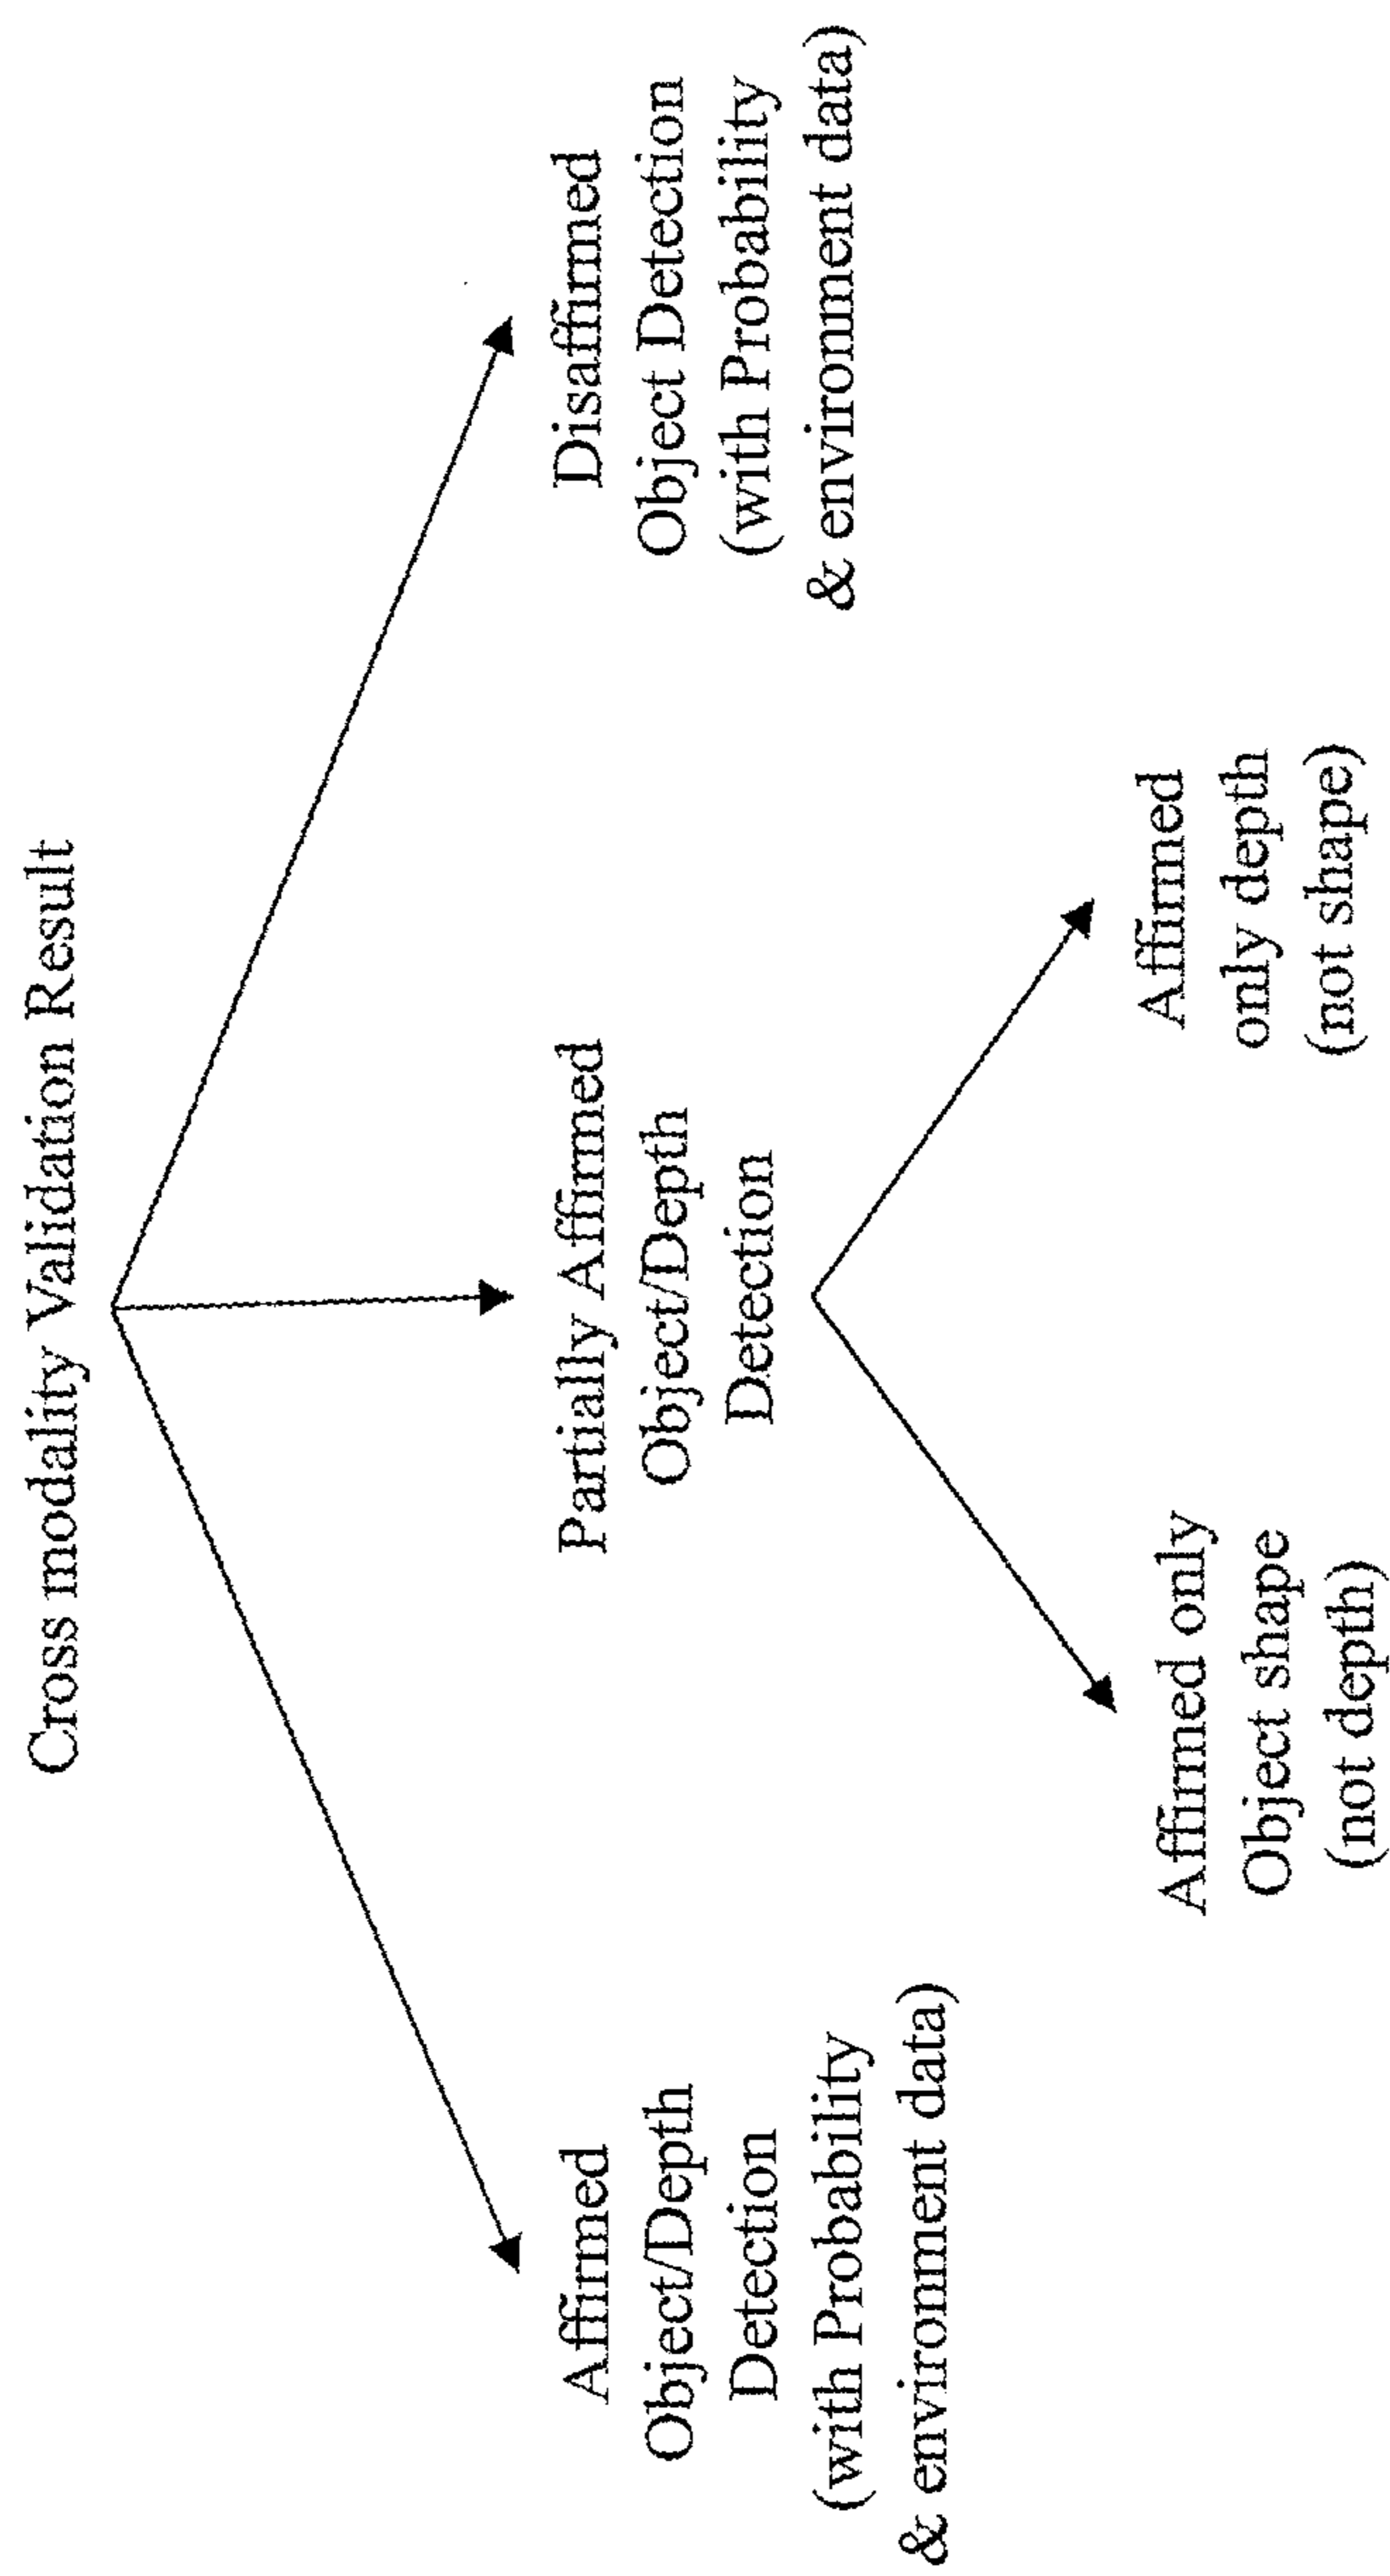 Cross modality Validation Result
Affirmed
Object/Depth
Detection
(with Probability
& environment data)
Partially Affirmed
Object/Depth
Detection
Disaffirmed
Object Detection
(with Probability
& environment data)
Affirmed only
Object shape
(not depth)
Affirmed
only depth
(not shape)